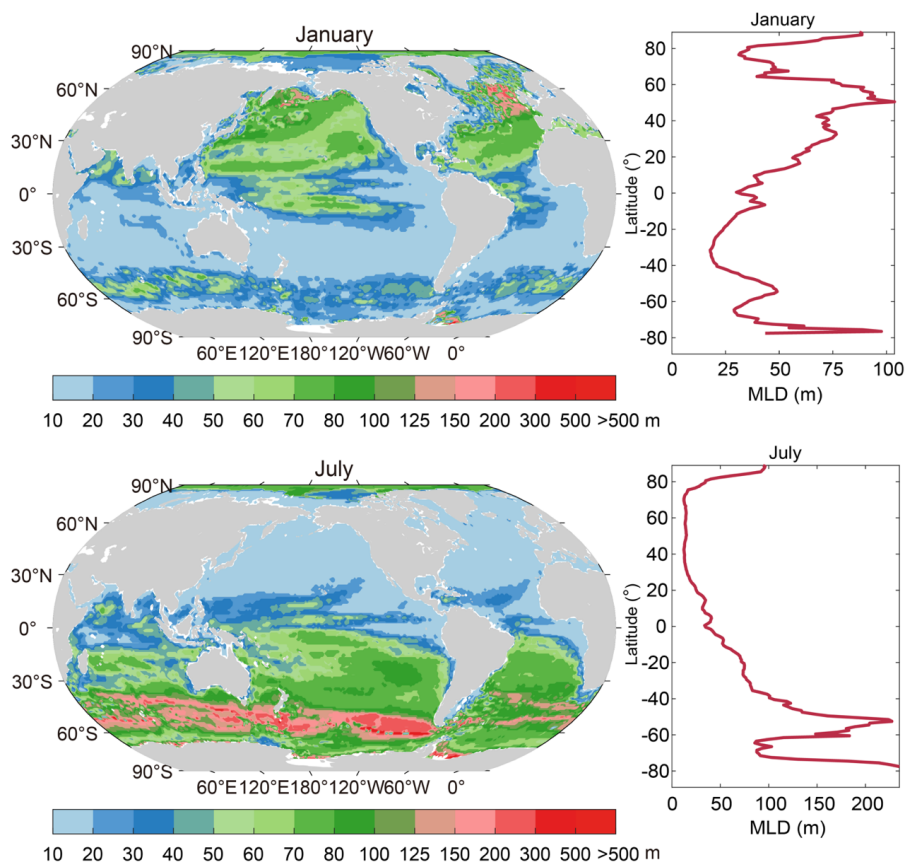 January
90°N
60°N
30°N
0°
30°S
60°S
90°S
60°E120°E180°120°W60°W 0°
10 20 30 40 50 60 70 80 100 125 150 200 300 500 >500 m
January
Latitude (°)
80
60
40
20
0
-20
-40
-60
-80
0 25 50 75 100
MLD (m)
July
90°N
60°N
30°N
0°
30°S
60°S
90°S
60°E120°E180°120°W60°W 0°
10 20 30 40 50 60 70 80 100 125 150 200 300 500 >500 m
July
Latitude (°)
80
60
40
20
0
-20
-40
-60
-80
0 50 100 150 200
MLD (m)